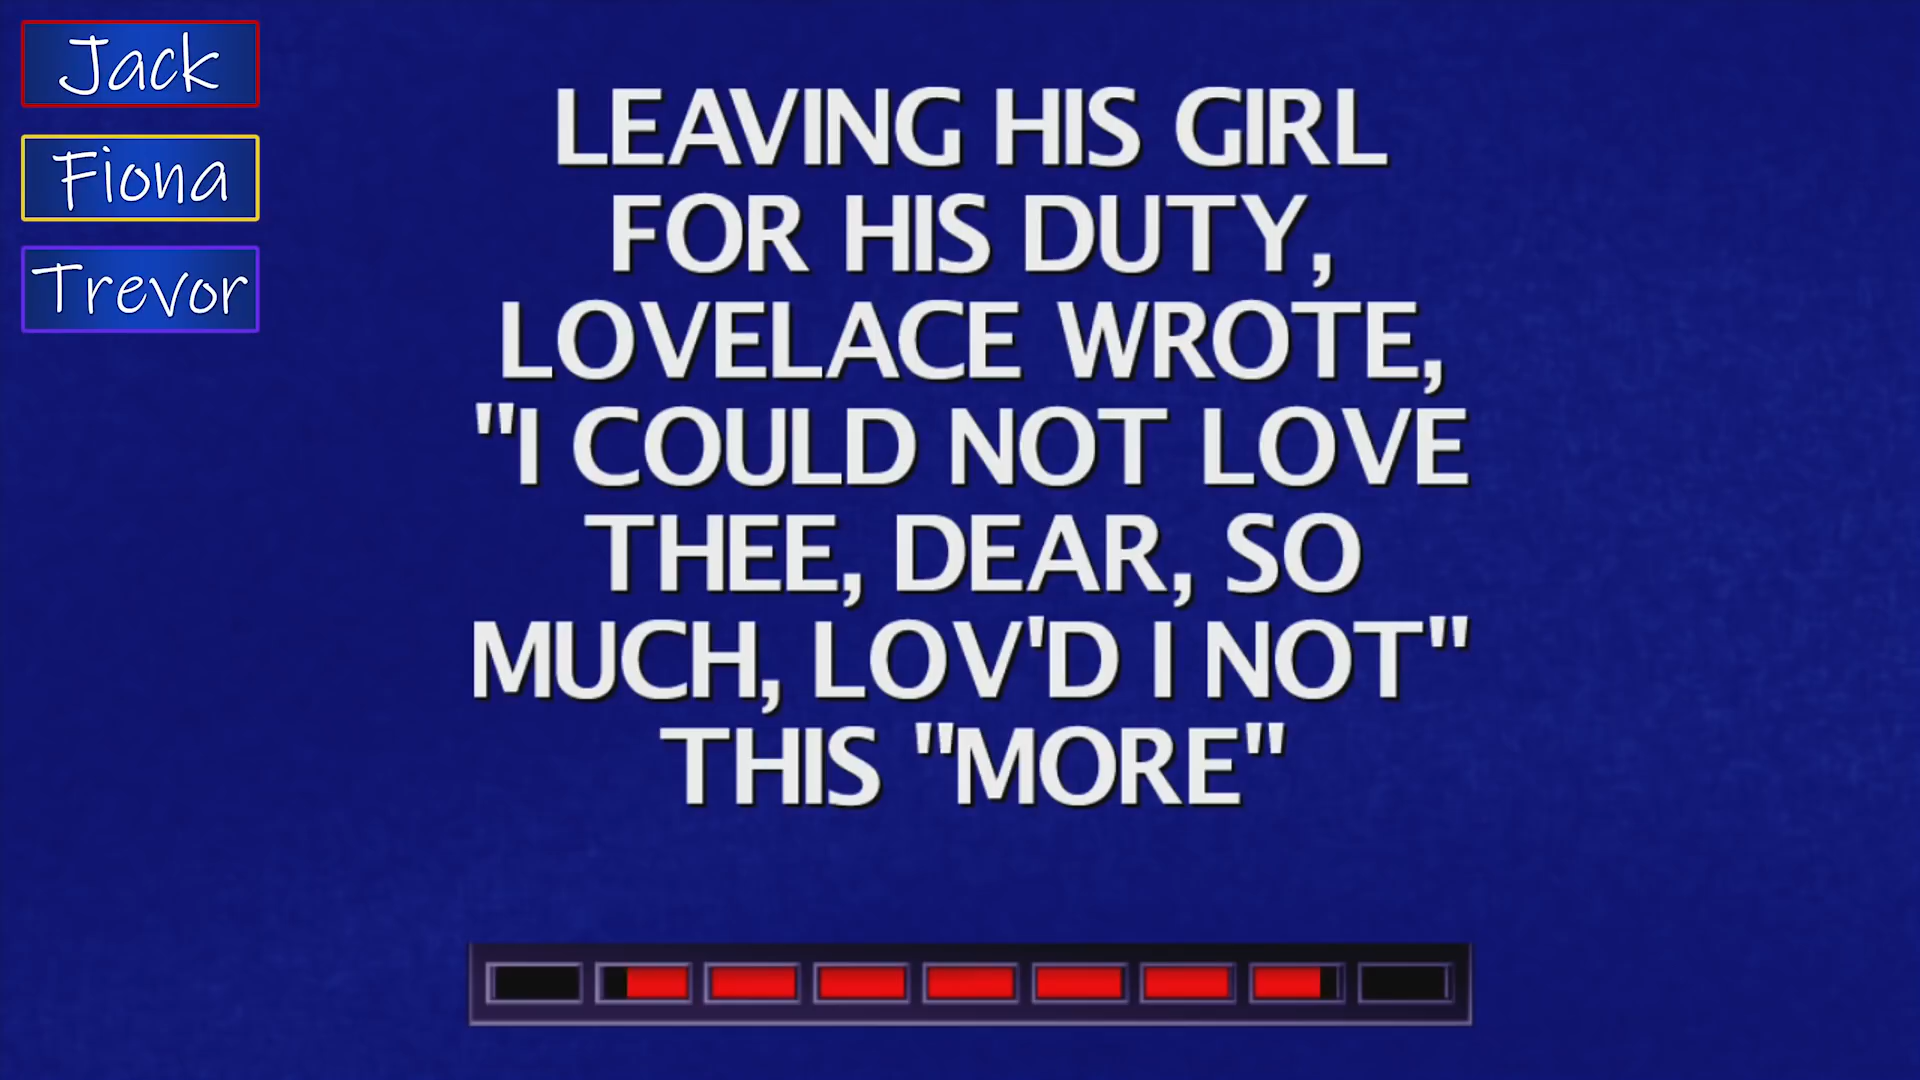 Jack
Fiona
Trevor
LEAVING HIS GIRL
FOR HIS DUTY,
LOVELACE WROTE,
"I COULD NOT LOVE
THEE, DEAR, SO
MUCH, LOV'D I NOT"
THIS "MORE"